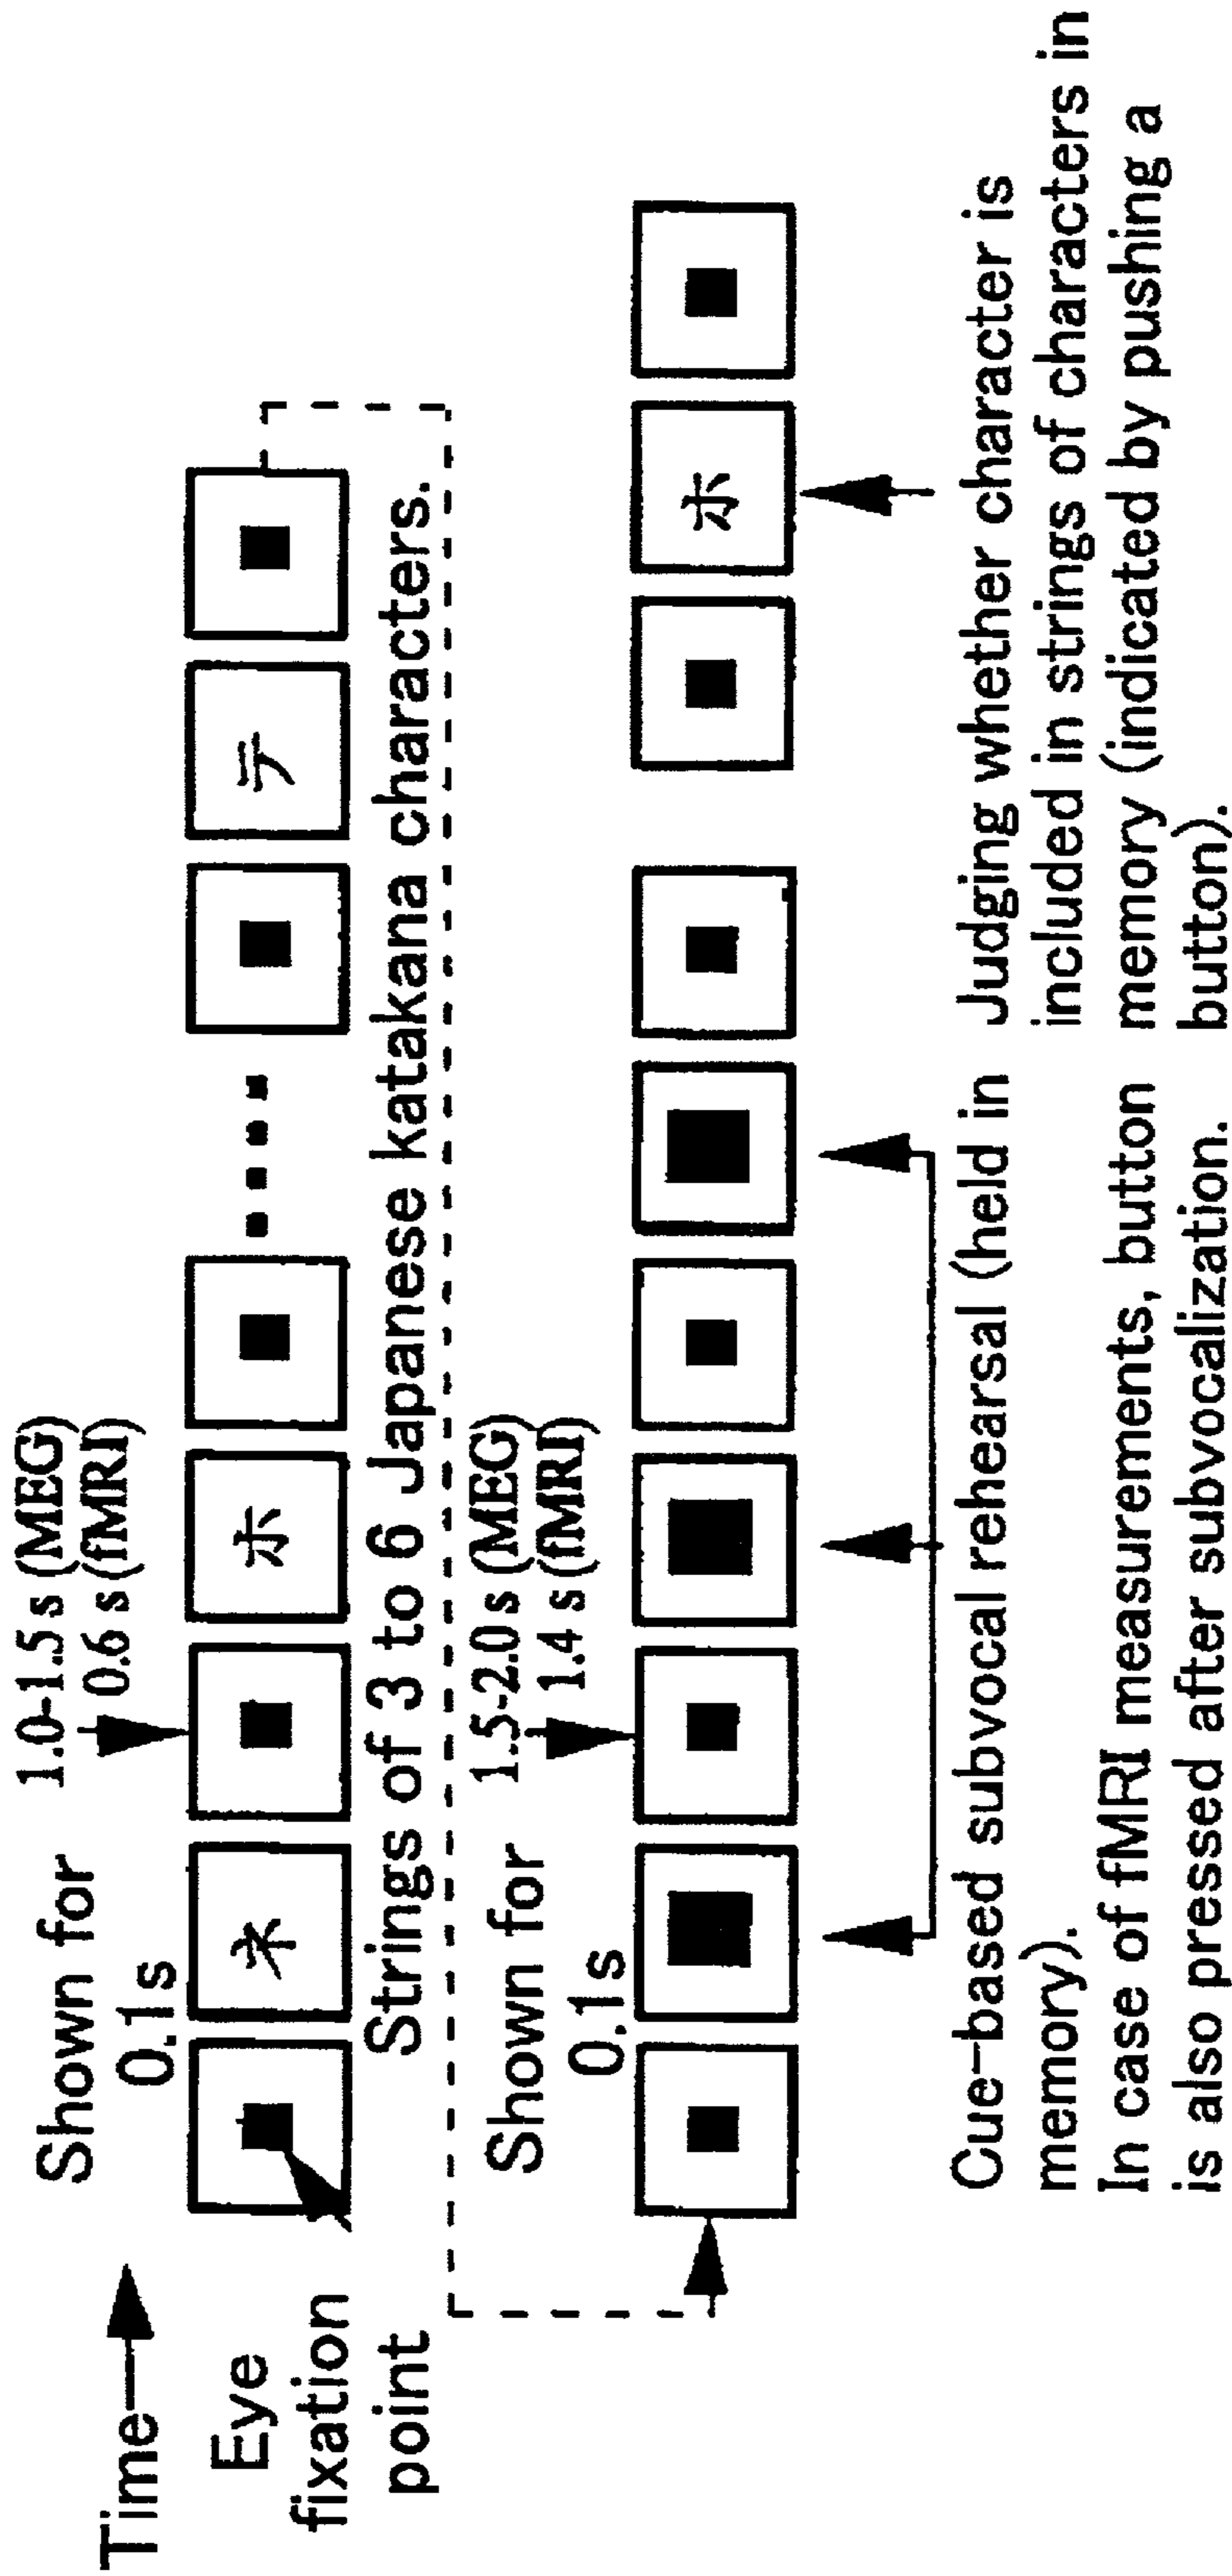 Time
Shown for
0.1s
1.0-1.5 s (MEG)
0.6 s (fMRI)
Eye
fixation
point
ネ
ホ
テ
Strings of 3 to 6 Japanese katakana characters.
Shown for
0.1s
1.5-2.0 s (MEG)
1.4 s (fMRI)
ホ
Cue-based subvocal rehearsal (held in
memory).
In case of fMRI measurements, button
is also pressed after subvocalization.
Judging whether character is
included in strings of characters in
memory (indicated by pushing a
button).